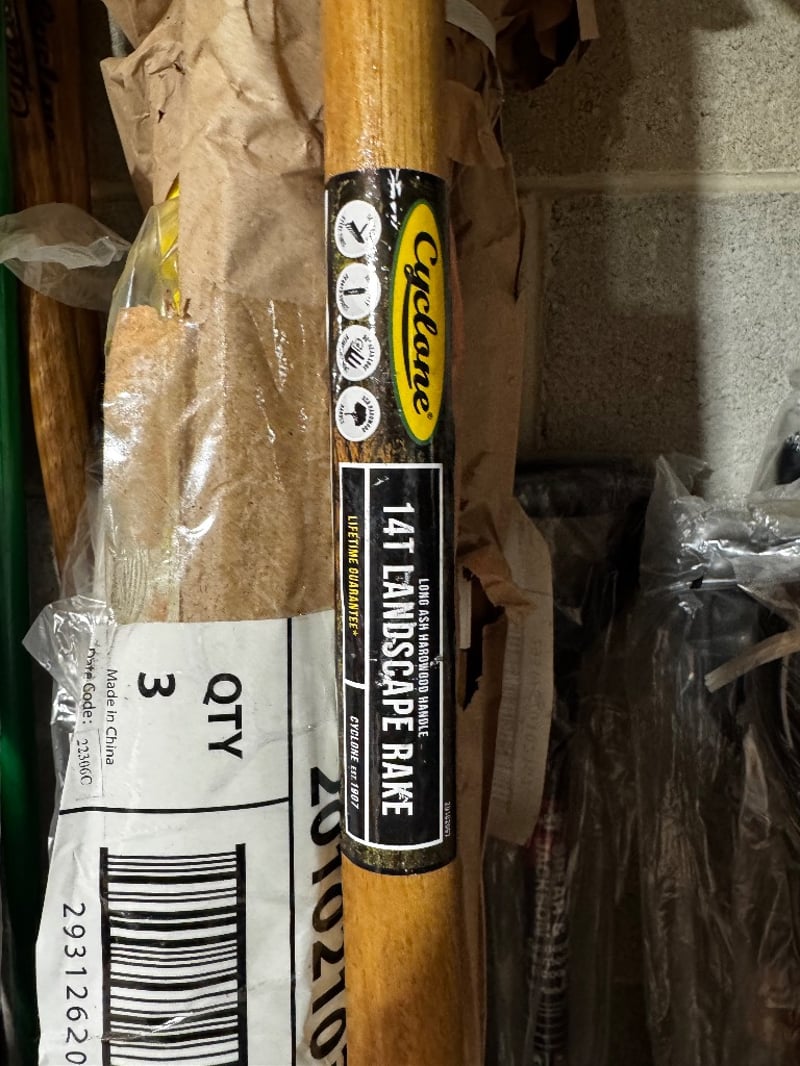 Cyclone®
14T LANDSCAPE RAKE
LONG ASH HARDWOOD HANDLE
LIFETIME GUARANTEE*
CYCLONE EST.1907
QTY
3
Made in China
Date Code: 22306C
29312620